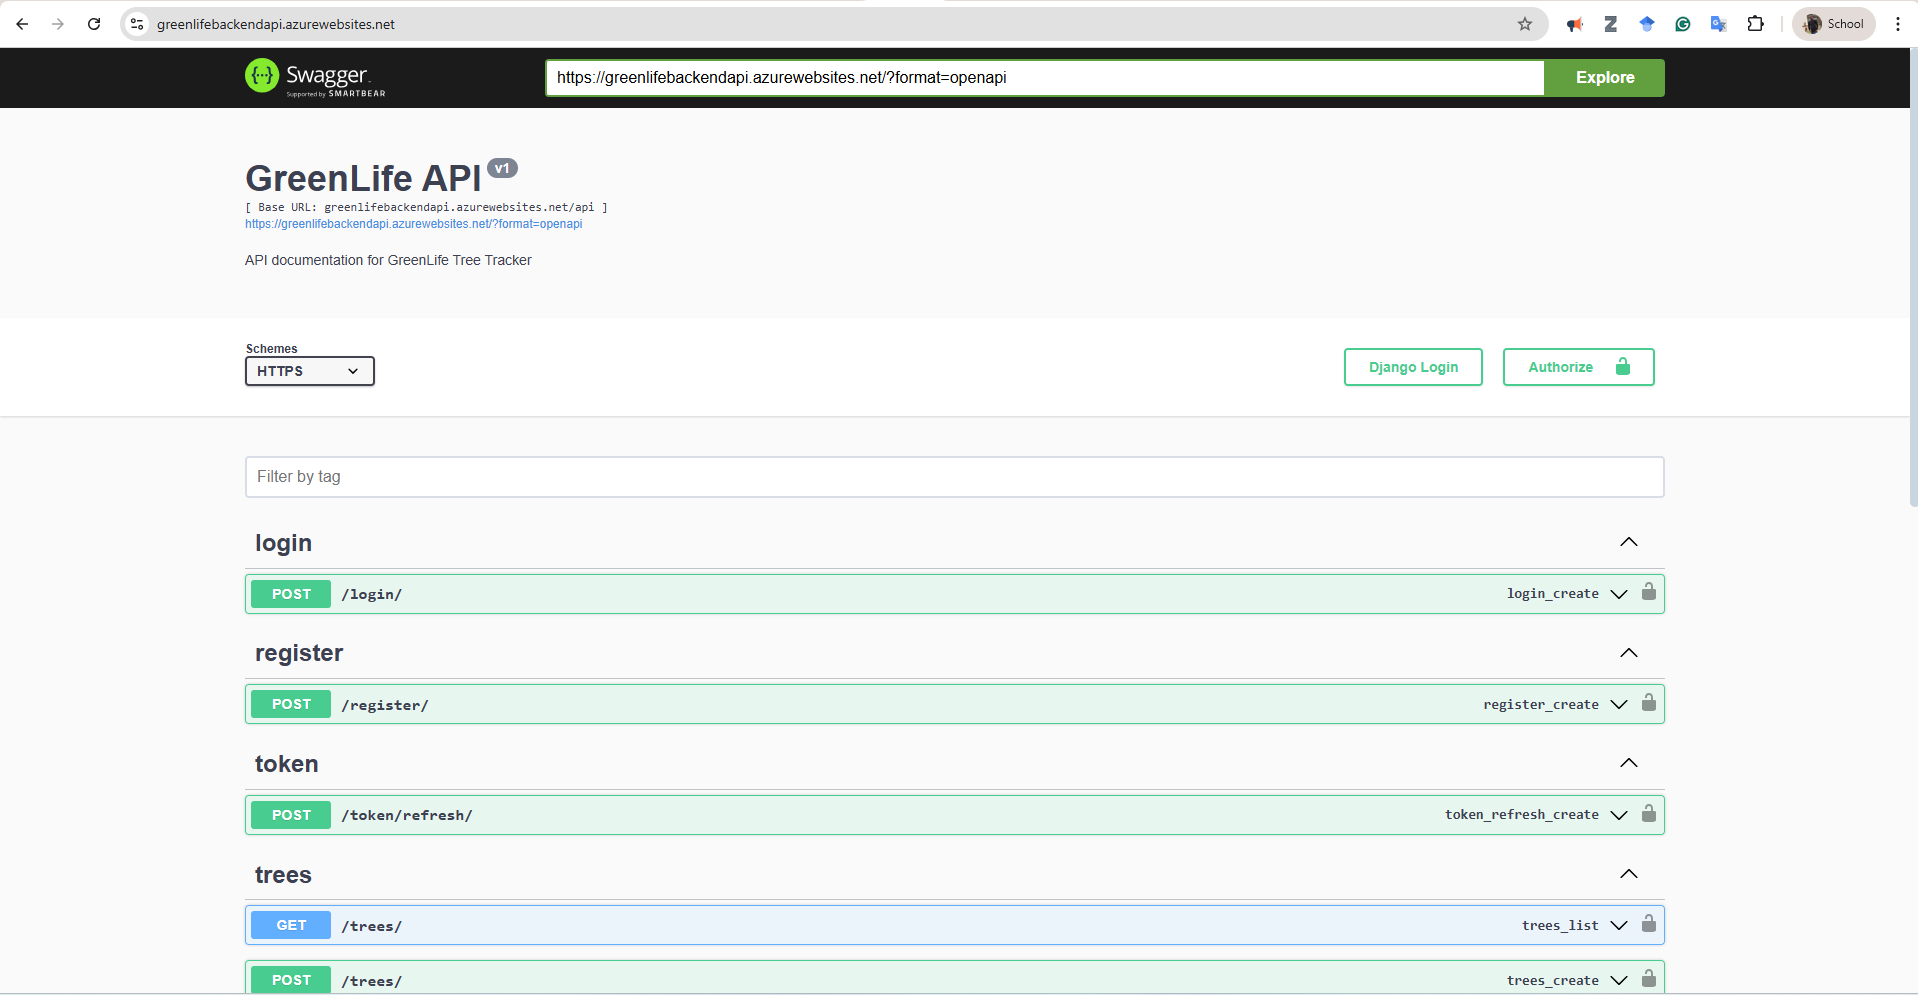 greenlifebackendapi.azurewebsites.net
School
Swagger
Supported by SMARTBEAR
https://greenlifebackendapi.azurewebsites.net/?format=openapi
Explore
GreenLife API v1
[ Base URL: greenlifebackendapi.azurewebsites.net/api ]
https://greenlifebackendapi.azurewebsites.net/?format=openapi
API documentation for GreenLife Tree Tracker
Schemes
HTTPS
Django Login
Authorize
Filter by tag
login
POST /login/ login_create
register
POST /register/ register_create
token
POST /token/refresh/ token_refresh_create
trees
GET /trees/ trees_list
POST /trees/ trees_create